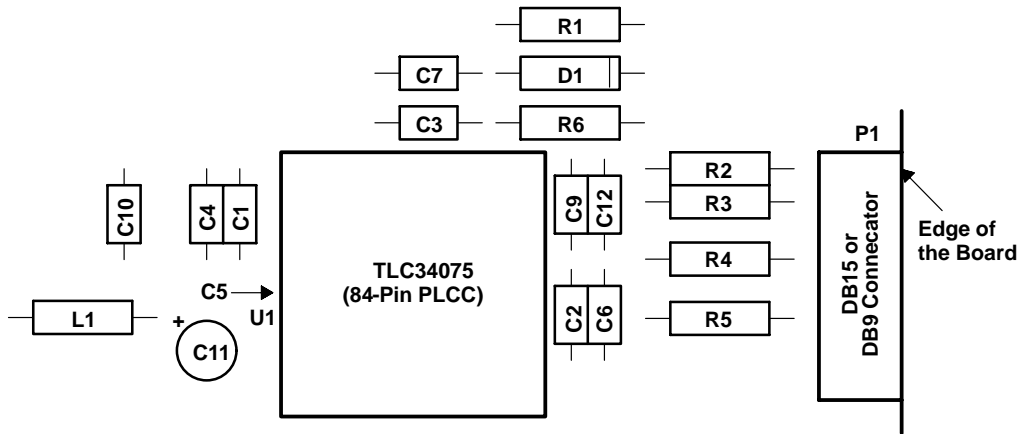 R1
C7
D1
C3
R6
P1
R2
R3
C10
C4
C1
C9
C12
Edge of
the Board
TLC34075
(84-Pin PLCC)
R4
DB15 or
DB9 Connecator
C5
U1
L1
+
C11
C2
C6
R5